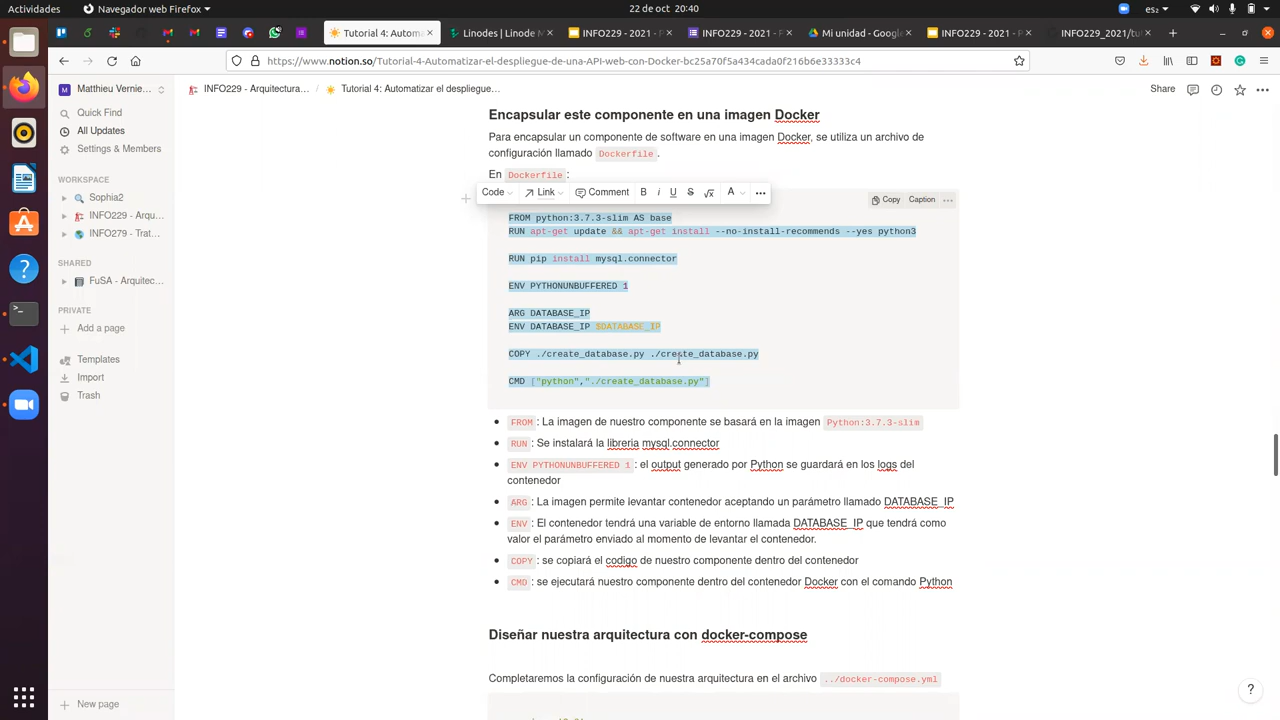 Actividades
Navegador web Firefox
22 de oct 20:40
es₂
Tutorial 4: Autom
Linodes | Linode M
INFO229 - 2021 - P
INFO229 - 2021 - P
Mi unidad - Google
INFO229 - 2021 - P
INFO229_2021/tut
https://www.notion.so/Tutorial-4-Automatizar-el-despliegue-de-una-API-web-con-Docker-bc25a70f5a434cada0f216b6e33333c4
Matthieu Vernie...
INFO229 - Arquitectura... / Tutorial 4: Automatizar el despliegue...
Share
Quick Find
All Updates
Settings & Members
WORKSPACE
Sophia2
INFO229 - Arqu...
INFO279 - Trat...
SHARED
FuSA - Arquitec...
PRIVATE
Add a page
Templates
Import
Trash
New page
Encapsular este componente en una imagen Docker
Para encapsular un componente de software en una imagen Docker, se utiliza un archivo de
configuración llamado Dockerfile.
En Dockerfile:
Code Link Comment B i U S √x A
Copy Caption
FROM python:3.7.3-slim AS base
RUN apt-get update && apt-get install --no-install-recommends --yes python3
RUN pip install mysql.connector
ENV PYTHONUNBUFFERED 1
ARG DATABASE_IP
ENV DATABASE_IP $DATABASE_IP
COPY ./create_database.py ./create_database.py
CMD ["python","./create_database.py"]
FROM: La imagen de nuestro componente se basará en la imagen Python:3.7.3-slim
RUN: Se instalará la libreria mysql.connector
ENV PYTHONUNBUFFERED 1: el output generado por Python se guardará en los logs del
contenedor
ARG: La imagen permite levantar contenedor aceptando un parámetro llamado DATABASE_IP
ENV: El contenedor tendrá una variable de entorno llamada DATABASE_IP que tendrá como
valor el parámetro enviado al momento de levantar el contenedor.
COPY: se copiará el codigo de nuestro componente dentro del contenedor
CMD: se ejecutará nuestro componente dentro del contenedor Docker con el comando Python
Diseñar nuestra arquitectura con docker-compose
Completaremos la configuración de nuestra arquitectura en el archivo ../docker-compose.yml
?